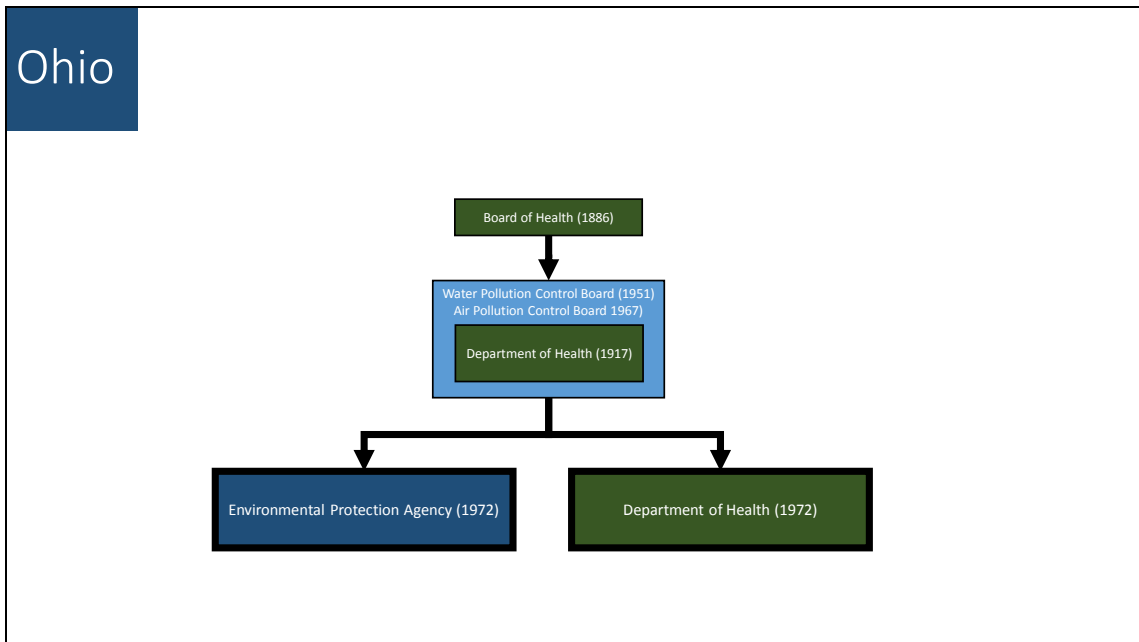 Ohio
Board of Health (1886)
Water Pollution Control Board (1951)
Air Pollution Control Board 1967)
Department of Health (1917)
Environmental Protection Agency (1972)
Department of Health (1972)